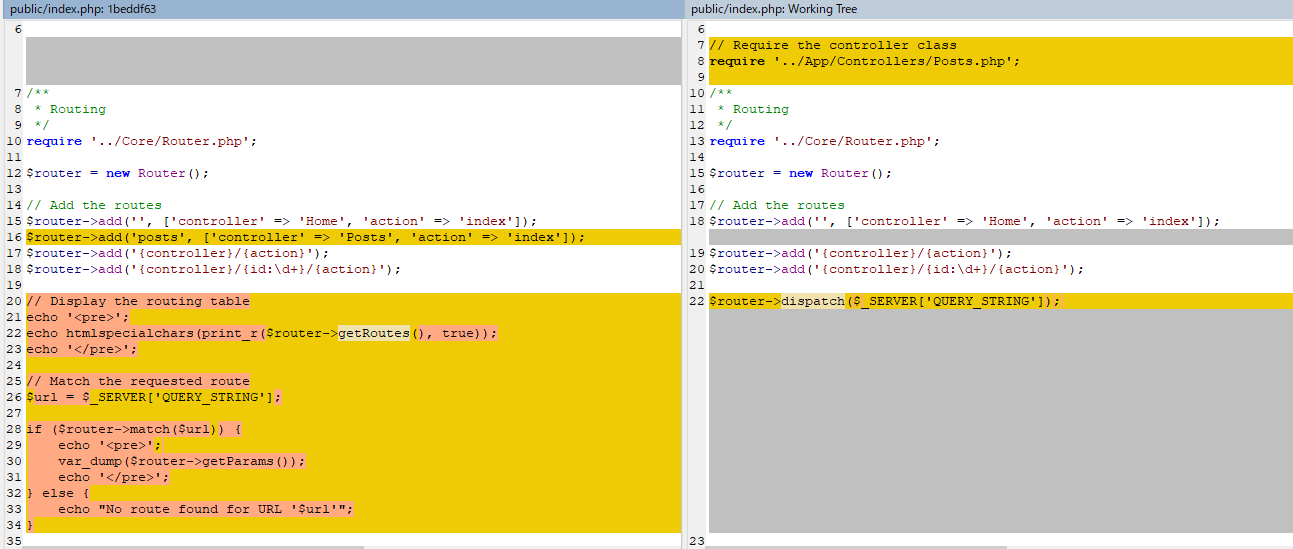 public/index.php: 1beddf63
6
7 /**
8  * Routing
9  */
10 require '../Core/Router.php';
11
12 $router = new Router();
13
14 // Add the routes
15 $router->add('', ['controller' => 'Home', 'action' => 'index']);
16 $router->add('posts', ['controller' => 'Posts', 'action' => 'index']);
17 $router->add('{controller}/{action}');
18 $router->add('{controller}/{id:\d+}/{action}');
19
20 // Display the routing table
21 echo '<pre>';
22 echo htmlspecialchars(print_r($router->getRoutes(), true));
23 echo '</pre>';
24
25 // Match the requested route
26 $url = $_SERVER['QUERY_STRING'];
27
28 if ($router->match($url)) {
29     echo '<pre>';
30     var_dump($router->getParams());
31     echo '</pre>';
32 } else {
33     echo "No route found for URL '$url'";
34 }
35
public/index.php: Working Tree
6
7 // Require the controller class
8 require '../App/Controllers/Posts.php';
9
10 /**
11  * Routing
12  */
13 require '../Core/Router.php';
14
15 $router = new Router();
16
17 // Add the routes
18 $router->add('', ['controller' => 'Home', 'action' => 'index']);
19 $router->add('{controller}/{action}');
20 $router->add('{controller}/{id:\d+}/{action}');
21
22 $router->dispatch($_SERVER['QUERY_STRING']);
23